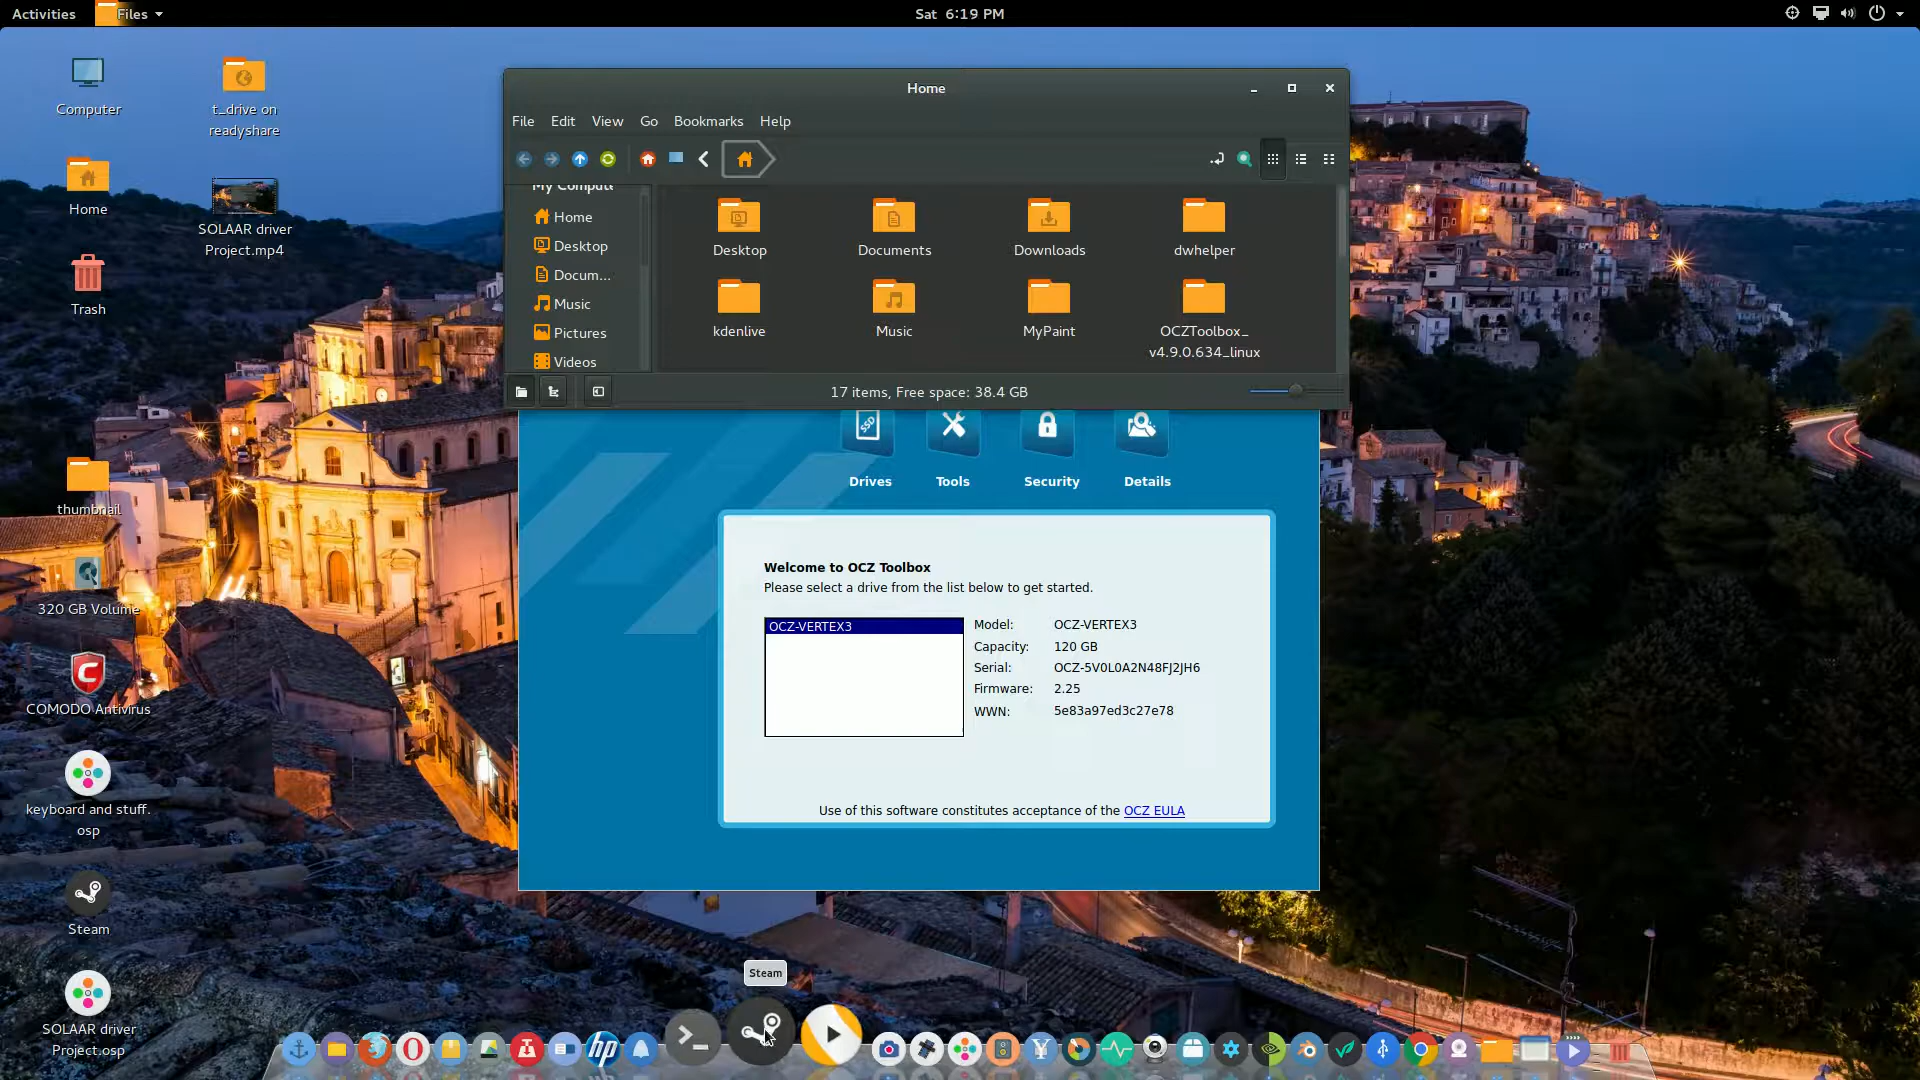 Activities
Files
Sat 6:19 PM
Computer
t_drive on
readyshare
Home
SOLAAR driver
Project.mp4
Trash
thumbnail
320 GB Volume
COMODO Antivirus
keyboard and stuff.
osp
Steam
SOLAAR driver
Project.osp
Home
File Edit View Go Bookmarks Help
My Compute
Home
Desktop
Docum...
Music
Pictures
Videos
Desktop Documents Downloads dwhelper
kdenlive Music MyPaint OCZToolbox_
v4.9.0.634_linux
17 items, Free space: 38.4 GB
SSD
Drives Tools Security Details
Welcome to OCZ Toolbox
Please select a drive from the list below to get started.
OCZ-VERTEX3
Model: OCZ-VERTEX3
Capacity: 120 GB
Serial: OCZ-5V0L0A2N48FJ2JH6
Firmware: 2.25
WWN: 5e83a97ed3c27e78
Use of this software constitutes acceptance of the OCZ EULA
Steam
hp